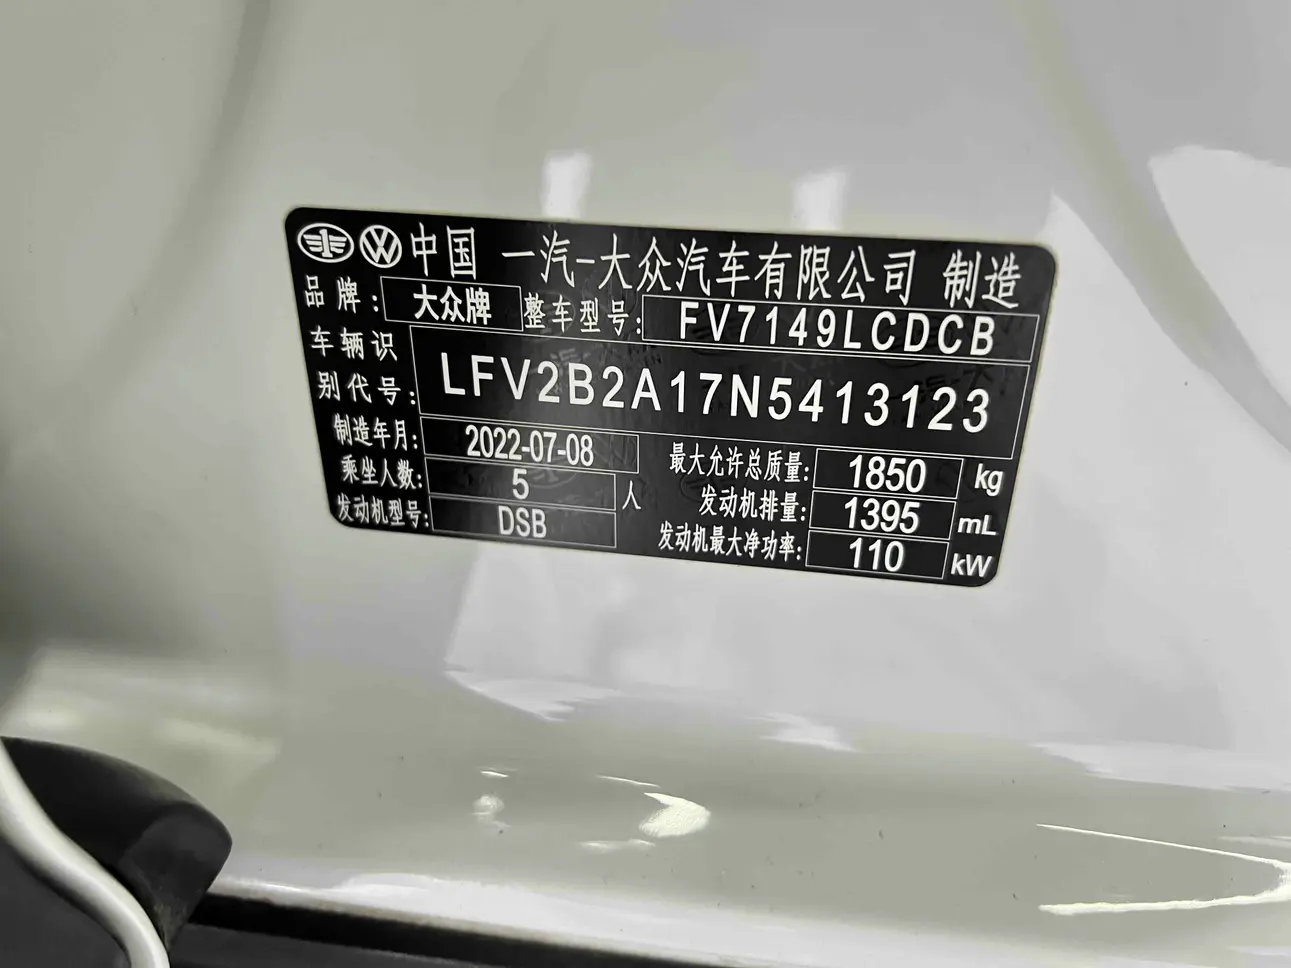 中国 一汽-大众汽车有限公司 制造
品牌: 大众牌 整车型号: FV7149LCDCB
车辆识别代号: LFV2B2A17N5413123
制造年月: 2022-07-08 最大允许总质量: 1850 kg
乘坐人数: 5 人 发动机排量: 1395 mL
发动机型号: DSB 发动机最大净功率: 110 kW